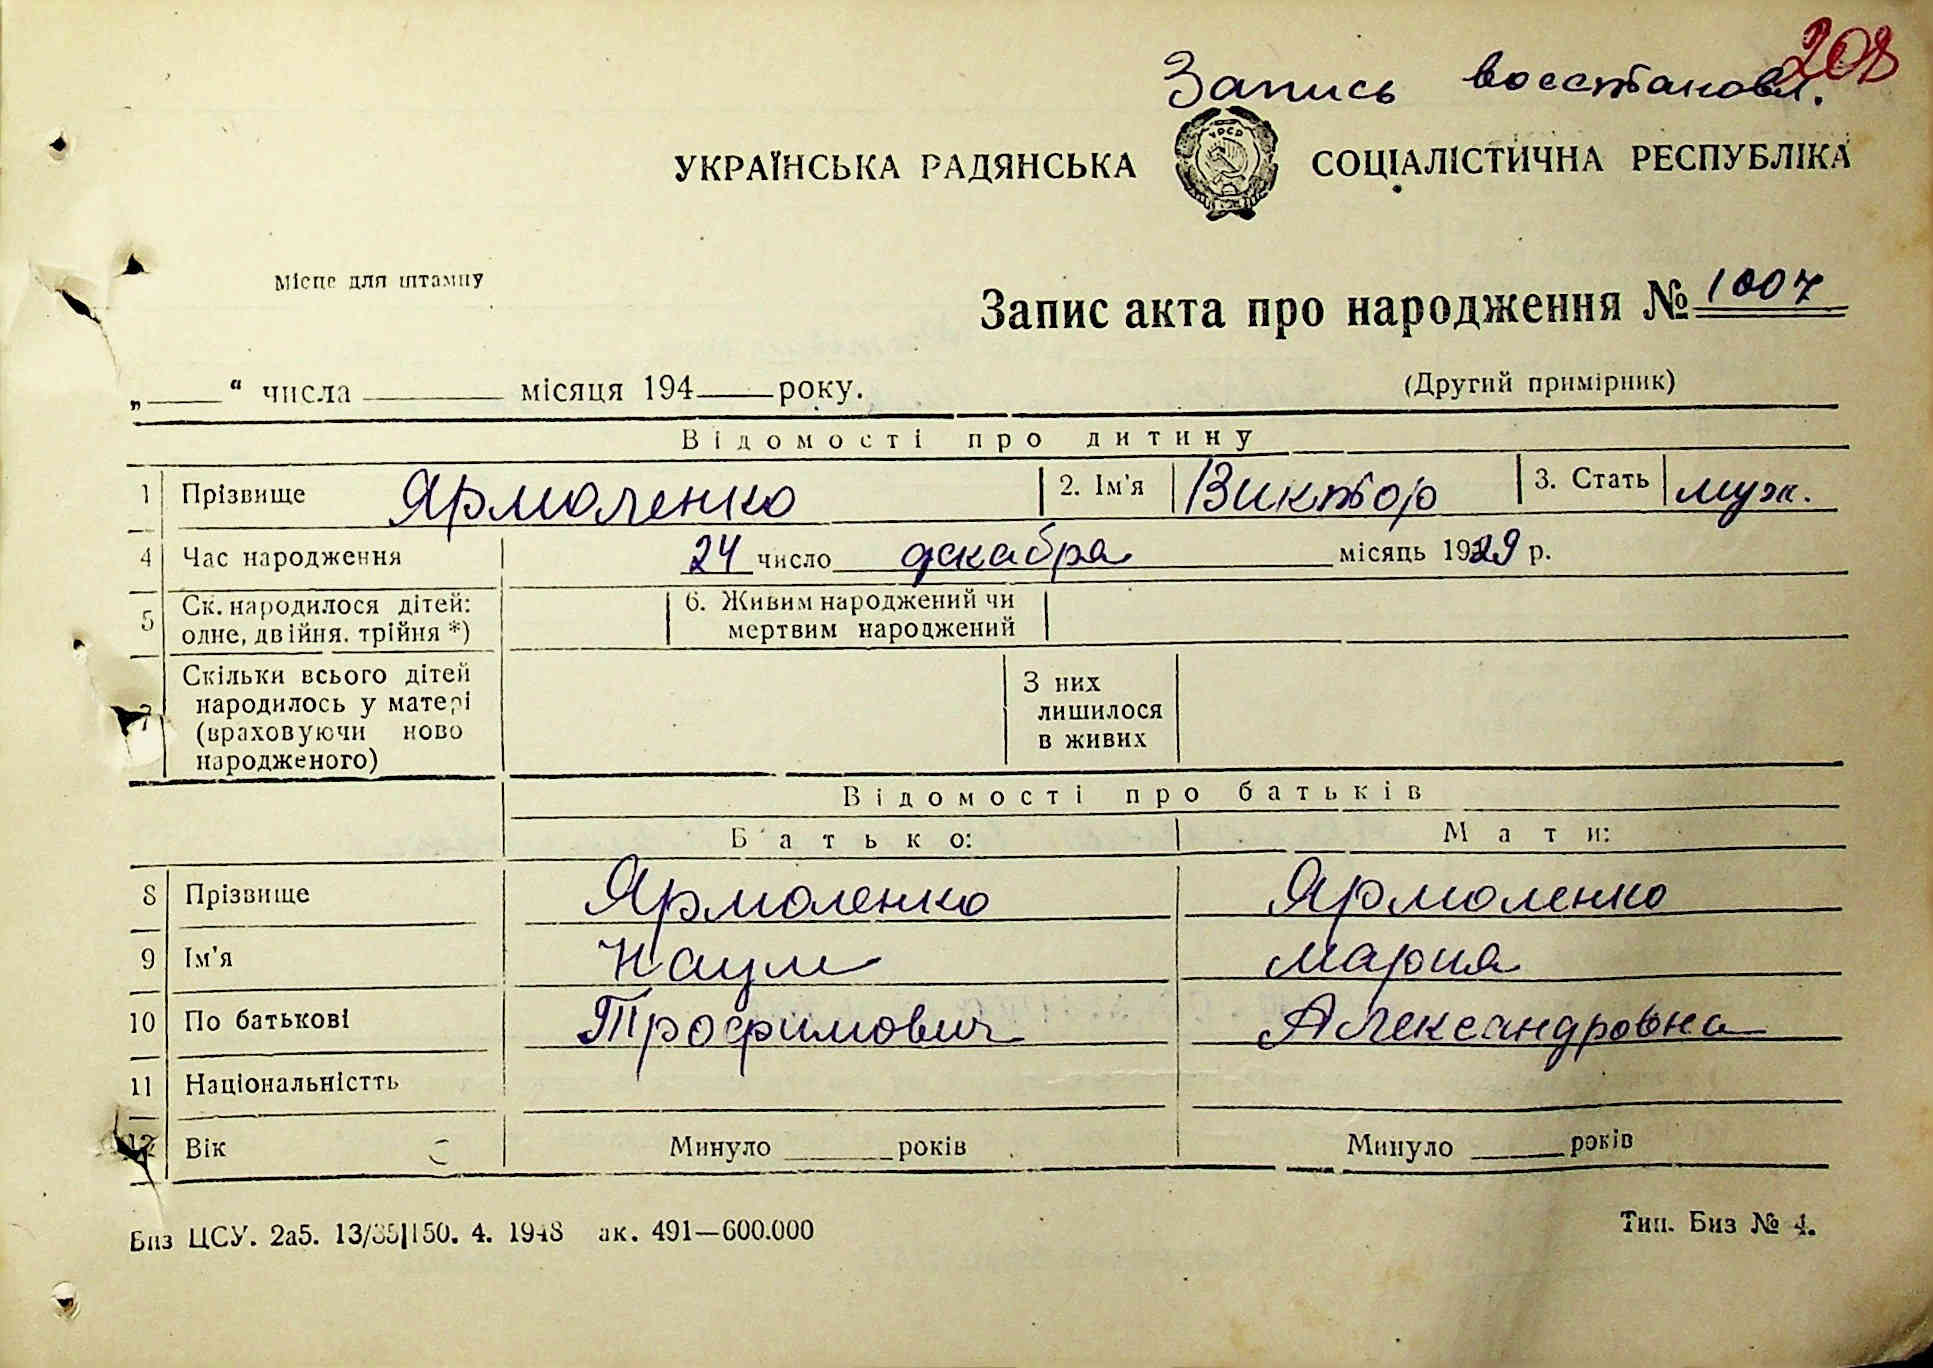 208
Запись восстановл.
УКРАЇНСЬКА РАДЯНСЬКА СОЦІАЛІСТИЧНА РЕСПУБЛІКА
УРСР
Місце для штампу
Запис акта про народження № 1007
„ “ числа місяця 194 року.
(Другий примірник)
Відомості про дитину
1 Прізвище Ярмоленко 2. Ім'я Виктор 3. Стать муж.
4 Час народження 24 число декабря місяць 1929 р.
5 Ск. народилося дітей: одне, двійня, трійня *) 6. Живим народжений чи мертвим народжений
7 Скільки всього дітей народилось у матері (враховуючи ново народженого) З них лишилося в живих
Відомості про батьків
Батько: Мати:
8 Прізвище Ярмоленко Ярмоленко
9 Ім'я Наум Мария
10 По батькові Трофимович Александровна
11 Національністть
12 Вік Минуло років Минуло років
Биз ЦСУ. 2а5. 13/35|150. 4. 1948 ак. 491—600.000
Тип. Биз № 4.